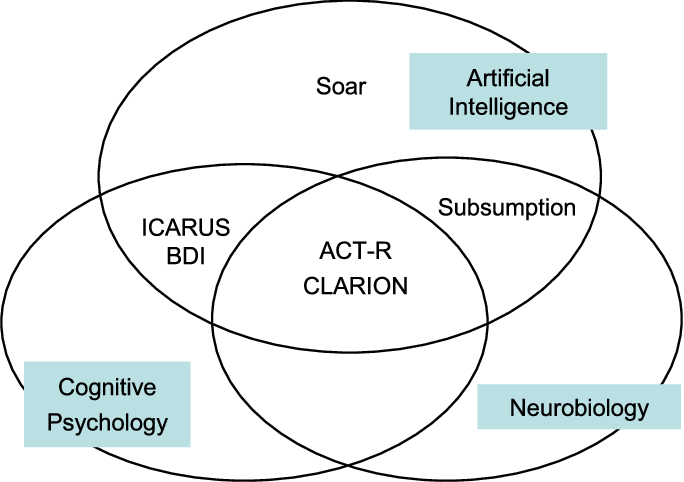 Soar
Artificial
Intelligence
Subsumption
ICARUS
BDI
ACT-R
CLARION
Cognitive
Psychology
Neurobiology